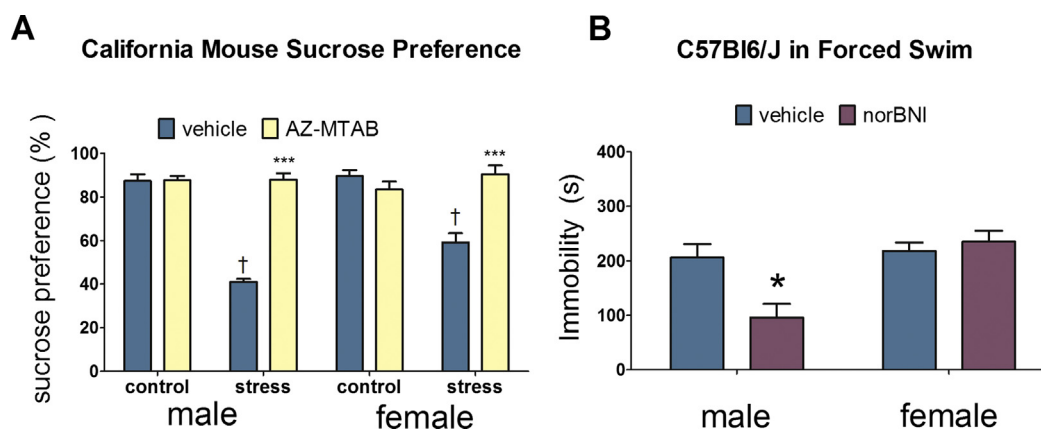 A
California Mouse Sucrose Preference
vehicle AZ-MTAB
sucrose preference (%)
100
80
60
40
20
0
***
***
†
†
control stress control stress
male female
B
C57Bl6/J in Forced Swim
vehicle norBNI
Immobility (s)
400
300
200
100
0
*
male female